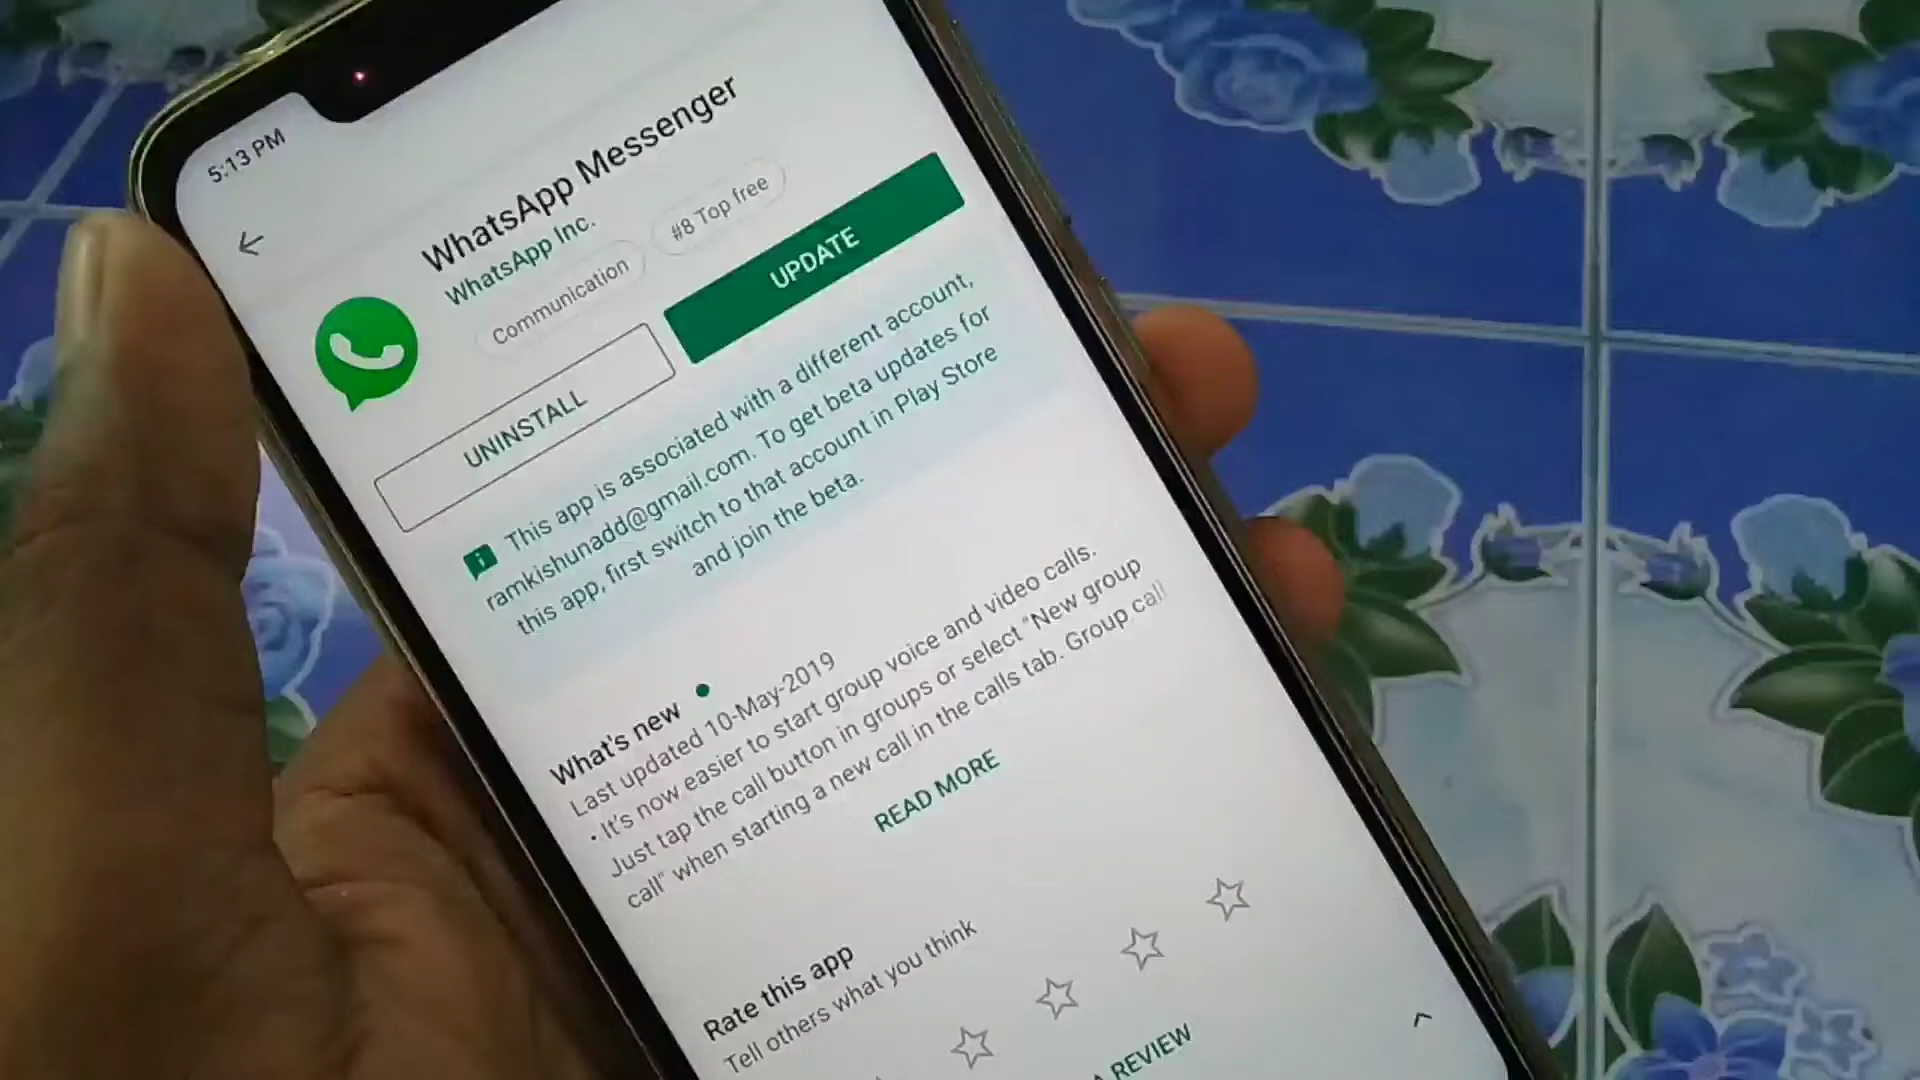 5:13 PM
WhatsApp Messenger
WhatsApp Inc.
Communication
#8 Top free
UNINSTALL
UPDATE
This app is associated with a different account,
ramkishunadd@gmail.com. To get beta updates for
this app, first switch to that account in Play Store
and join the beta.
What's new
Last updated 10-May-2019
• It's now easier to start group voice and video calls.
Just tap the call button in groups or select "New group
call" when starting a new call in the calls tab. Group call
READ MORE
Rate this app
Tell others what you think
A REVIEW